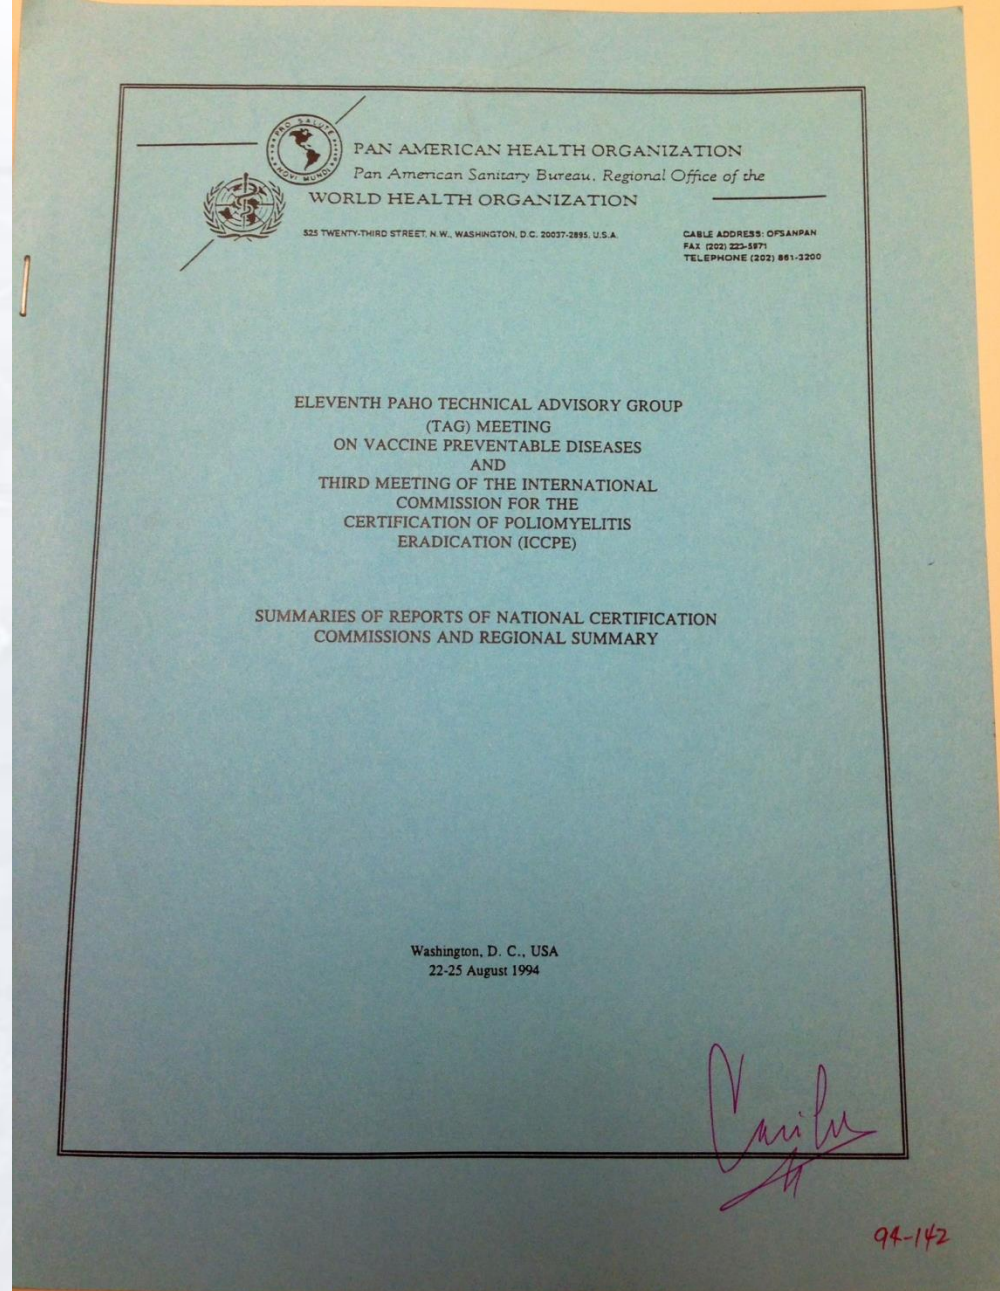 PRO SALUTE
NOVI MUNDI
PAN AMERICAN HEALTH ORGANIZATION
Pan American Sanitary Bureau, Regional Office of the
WORLD HEALTH ORGANIZATION
525 TWENTY-THIRD STREET, N.W., WASHINGTON, D.C. 20037-2895, U.S.A.
CABLE ADDRESS: OFSANPAN
FAX (202) 223-5971
TELEPHONE (202) 861-3200
ELEVENTH PAHO TECHNICAL ADVISORY GROUP
(TAG) MEETING
ON VACCINE PREVENTABLE DISEASES
AND
THIRD MEETING OF THE INTERNATIONAL
COMMISSION FOR THE
CERTIFICATION OF POLIOMYELITIS
ERADICATION (ICCPE)
SUMMARIES OF REPORTS OF NATIONAL CERTIFICATION
COMMISSIONS AND REGIONAL SUMMARY
Washington, D. C., USA
22-25 August 1994
94-142